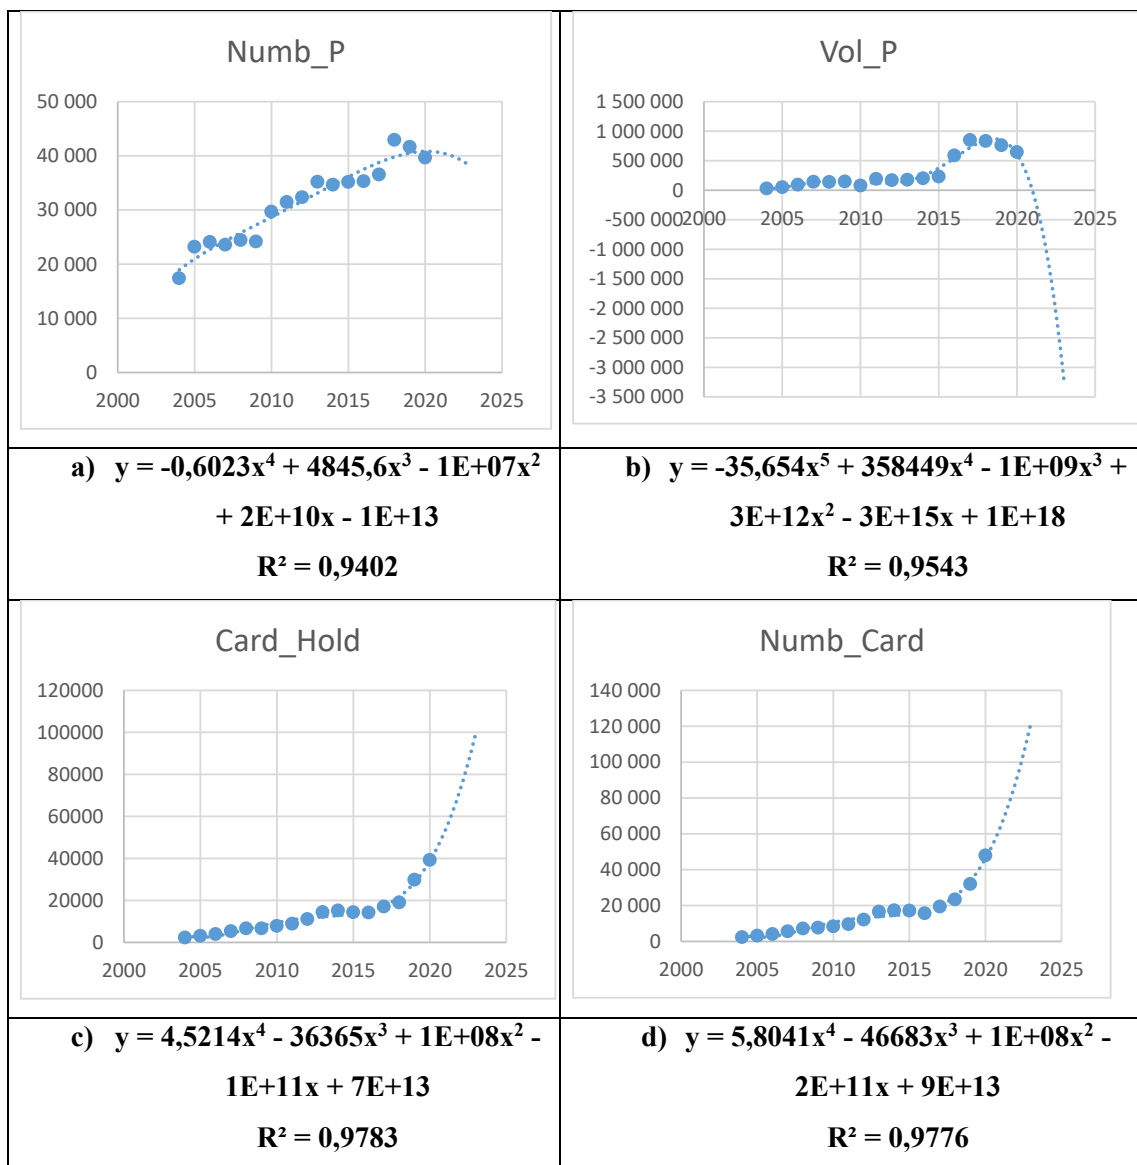 Numb_P
50 000
40 000
30 000
20 000
10 000
0
2000 2005 2010 2015 2020 2025
Vol_P
1 500 000
1 000 000
500 000
0
-500 000
-1 000 000
-1 500 000
-2 000 000
-2 500 000
-3 000 000
-3 500 000
2000 2005 2010 2015 2020 2025
a) y = -0,6023x⁴ + 4845,6x³ - 1E+07x²
+ 2E+10x - 1E+13
R² = 0,9402
b) y = -35,654x⁵ + 358449x⁴ - 1E+09x³ +
3E+12x² - 3E+15x + 1E+18
R² = 0,9543
Card_Hold
120000
100000
80000
60000
40000
20000
0
2000 2005 2010 2015 2020 2025
Numb_Card
140 000
120 000
100 000
80 000
60 000
40 000
20 000
0
2000 2005 2010 2015 2020 2025
c) y = 4,5214x⁴ - 36365x³ + 1E+08x² -
1E+11x + 7E+13
R² = 0,9783
d) y = 5,8041x⁴ - 46683x³ + 1E+08x² -
2E+11x + 9E+13
R² = 0,9776